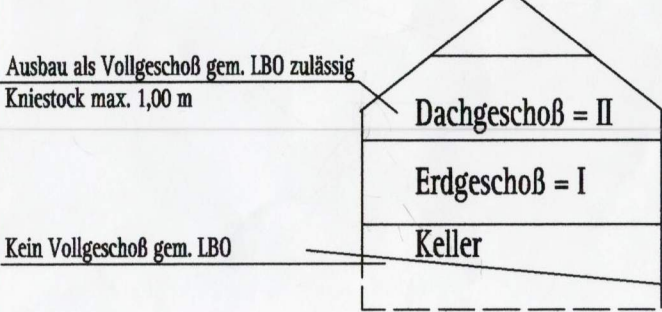 Ausbau als Vollgeschoß gem. LBO zulässig
Kniestock max. 1,00 m
Dachgeschoß = II
Erdgeschoß = I
Kein Vollgeschoß gem. LBO
Keller